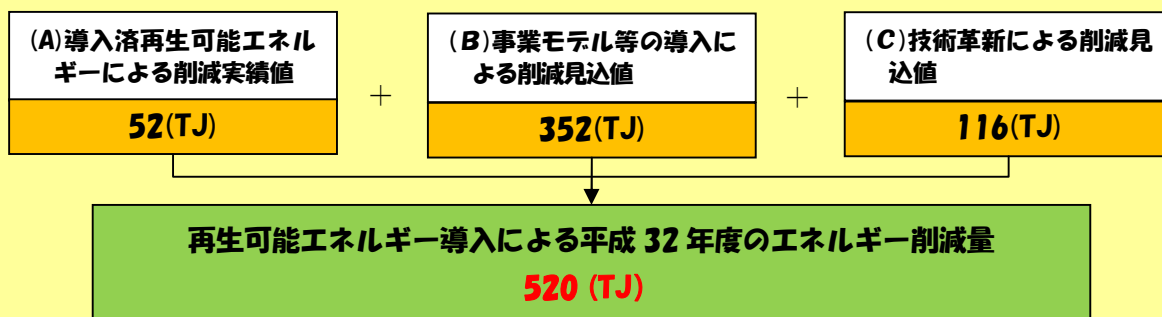 (A)導入済再生可能エネル
ギーによる削減実績値
52(TJ)
＋
(B)事業モデル等の導入に
よる削減見込値
352(TJ)
＋
(C)技術革新による削減見
込値
116(TJ)
再生可能エネルギー導入による平成 32 年度のエネルギー削減量
520 (TJ)